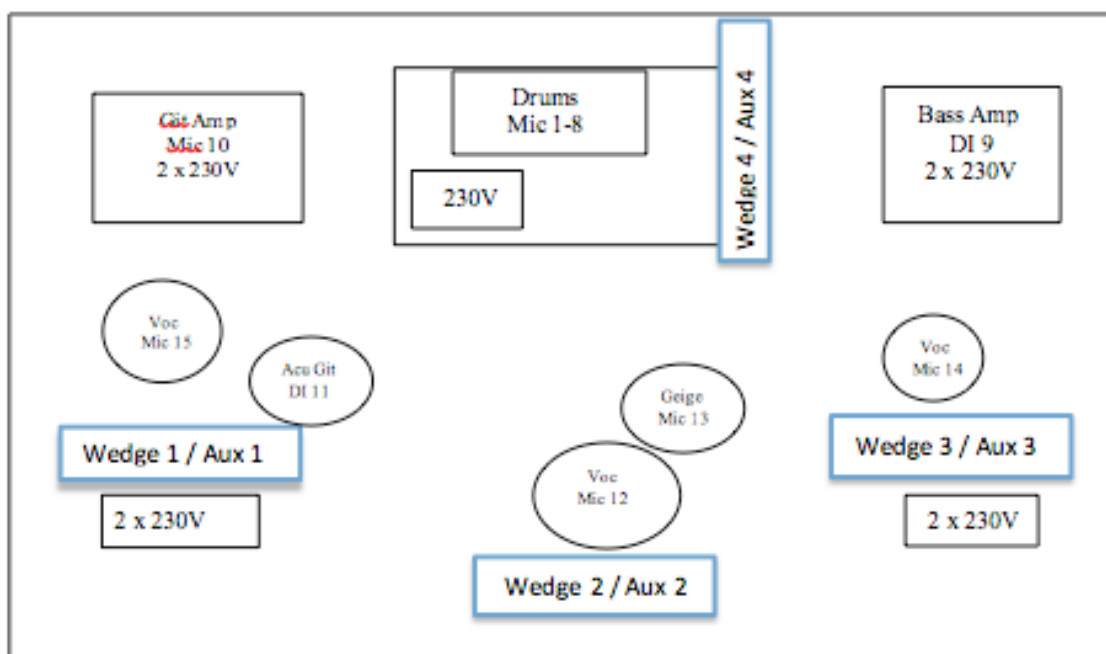 Git Amp
Mic 10
2 x 230V
Drums
Mic 1-8
230V
Wedge 4 / Aux 4
Bass Amp
DI 9
2 x 230V
Voc
Mic 15
Acu Git
DI 11
Geige
Mic 13
Voc
Mic 14
Wedge 1 / Aux 1
Wedge 3 / Aux 3
Voc
Mic 12
2 x 230V
2 x 230V
Wedge 2 / Aux 2